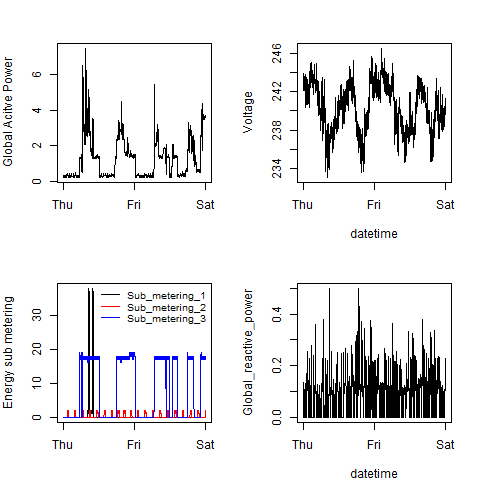 Global Active Power
6
4
2
0
Thu
Fri
Sat
Voltage
246
242
238
234
Thu
Fri
Sat
datetime
Energy sub metering
30
20
10
0
Sub_metering_1
Sub_metering_2
Sub_metering_3
Thu
Fri
Sat
Global_reactive_power
0.4
0.2
0.0
Thu
Fri
Sat
datetime